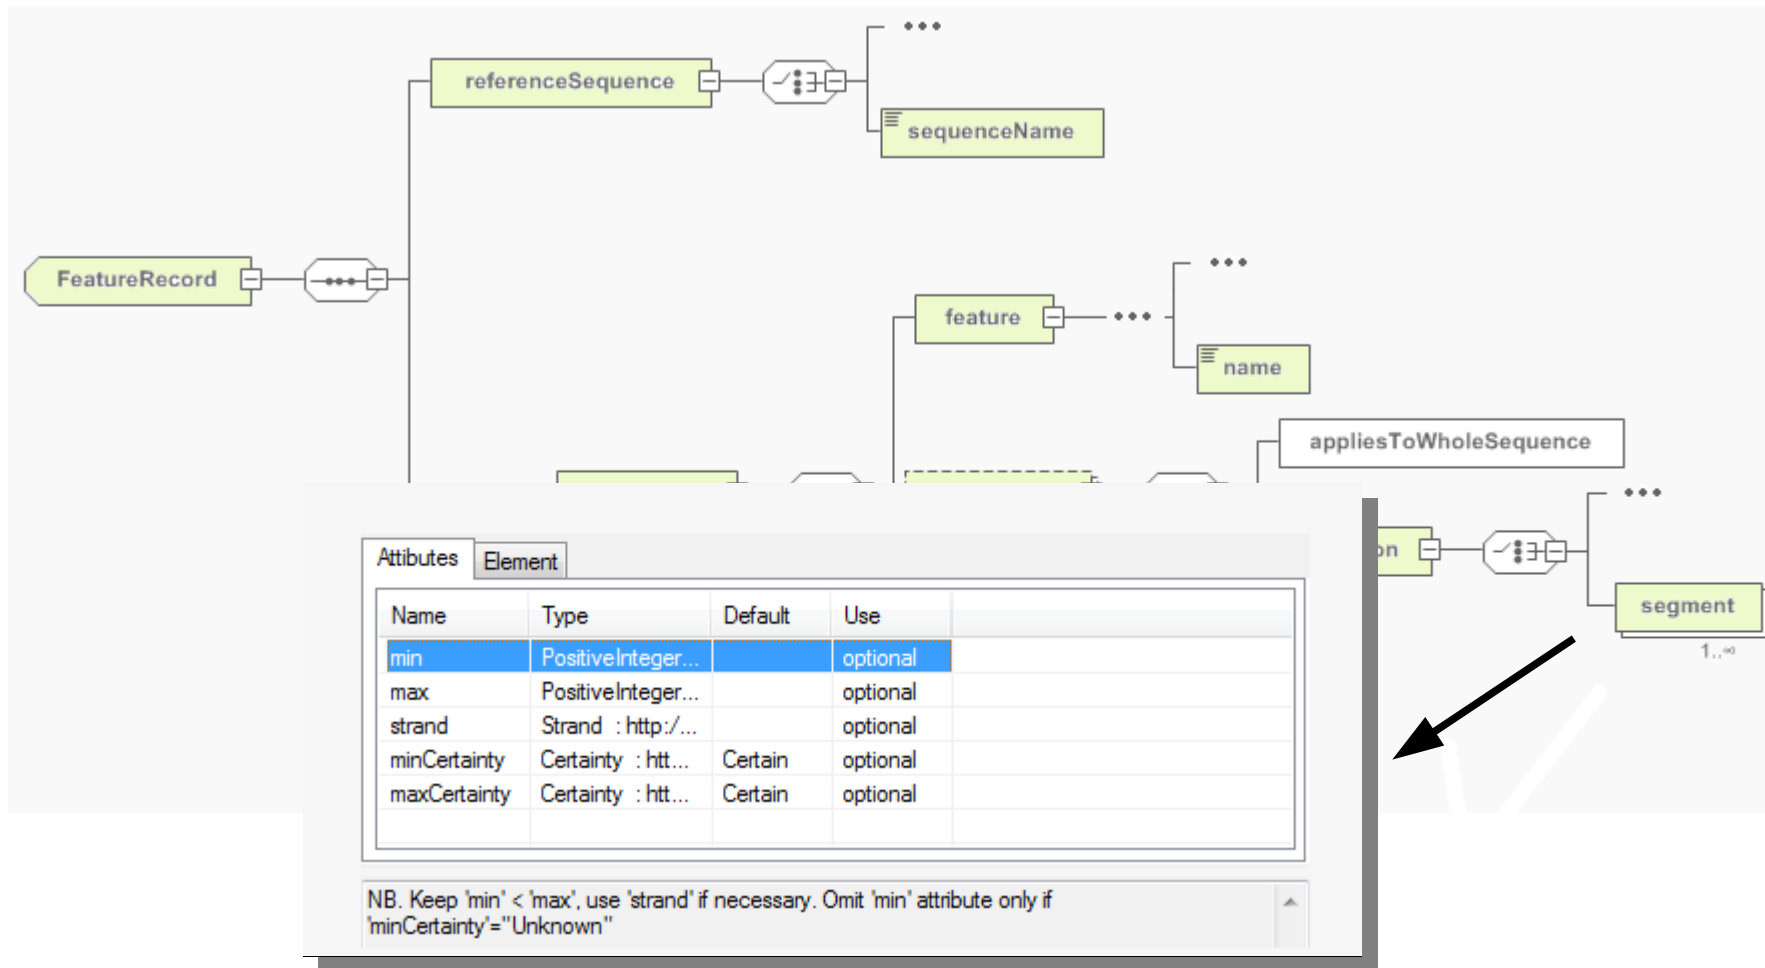 referenceSequence
sequenceName
FeatureRecord
feature
name
appliesToWholeSequence
on
segment
1..∞
Attibutes Element
Name Type Default Use
min PositiveInteger... optional
max PositiveInteger... optional
strand Strand : http:/... optional
minCertainty Certainty : htt... Certain optional
maxCertainty Certainty : htt... Certain optional
NB. Keep 'min' < 'max', use 'strand' if necessary. Omit 'min' attribute only if
'minCertainty'="Unknown"